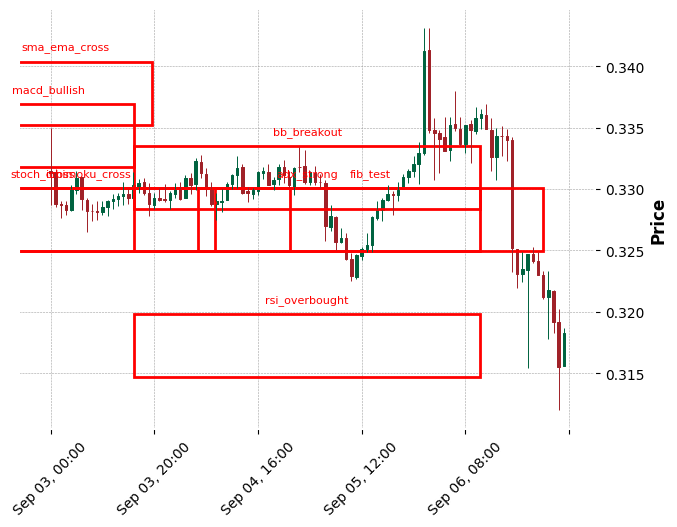 sma_ema_cross
macd_bullish
bb_breakout
fib_test
rsi_overbought
0.340
0.335
0.330
0.325
0.320
0.315
Price
Sep 03, 00:00
Sep 03, 20:00
Sep 04, 16:00
Sep 05, 12:00
Sep 06, 08:00